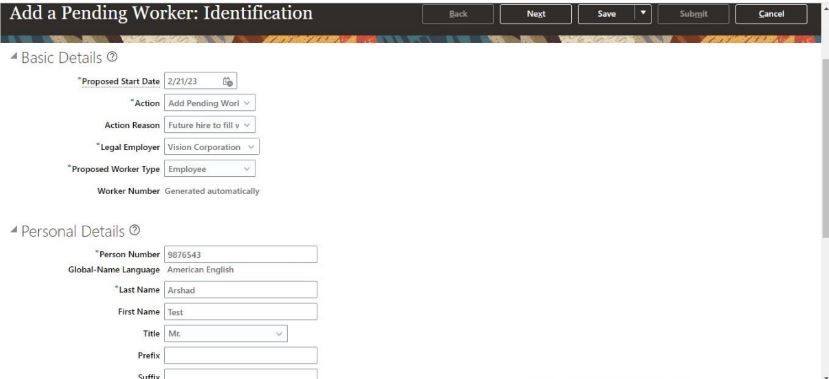 Add a Pending Worker: Identification Back Next Save Submit Cancel
Basic Details
*Proposed Start Date 2/21/23
*Action Add Pending Worl
Action Reason Future hire to fill v
*Legal Employer Vision Corporation
*Proposed Worker Type Employee
Worker Number Generated automatically
Personal Details
*Person Number 9876543
Global-Name Language American English
*Last Name Arshad
First Name Test
Title Mr.
Prefix
Suffix